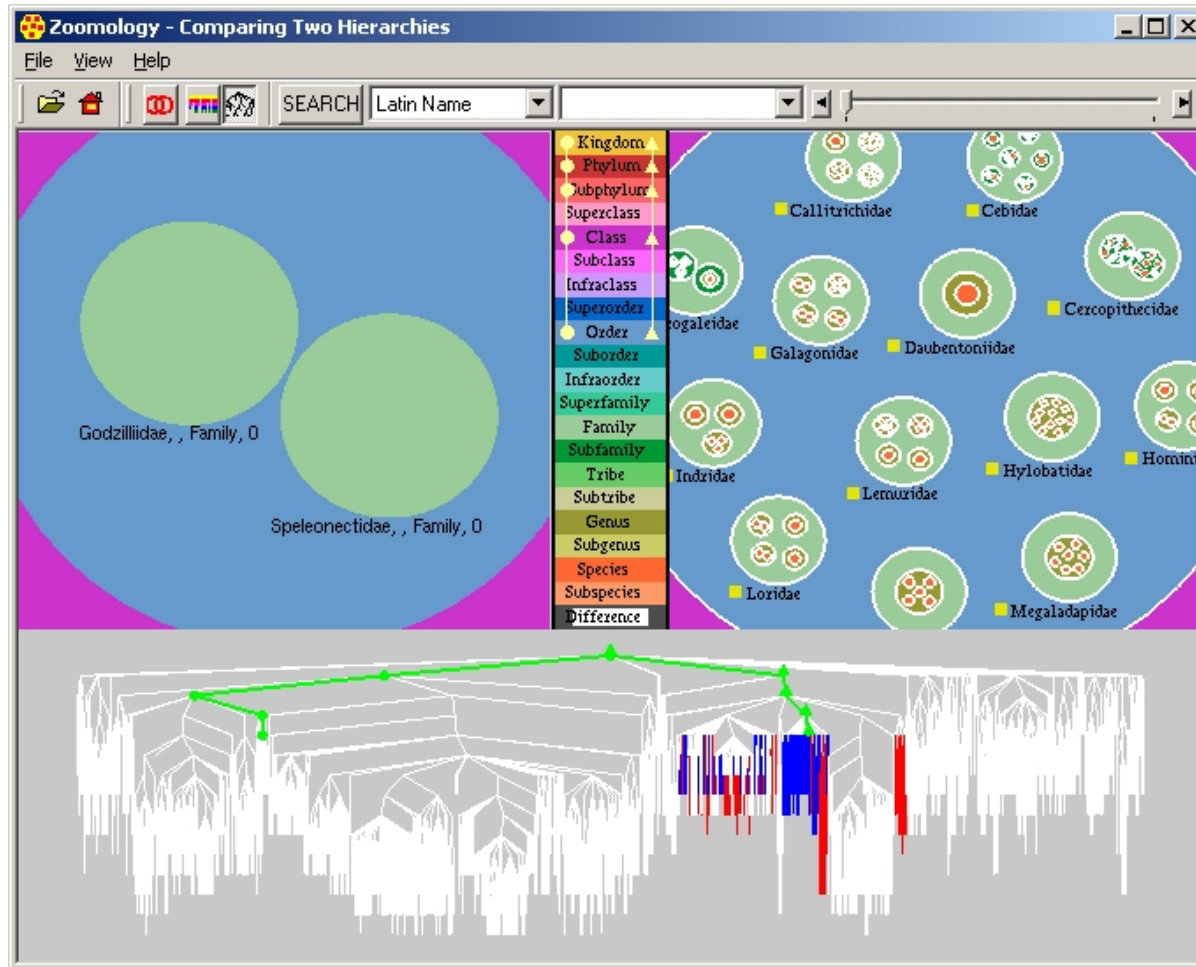 Zoomology - Comparing Two Hierarchies
File View Help
SEARCH Latin Name
Godzilliidae, , Family, 0
Speleonectidae, , Family, 0
Kingdom
Phylum
Subphylum
Superclass
Class
Subclass
Infraclass
Superorder
Order
Suborder
Infraorder
Superfamily
Family
Subfamily
Tribe
Subtribe
Genus
Subgenus
Species
Subspecies
Difference
Callitrichidae
Cebidae
ogaleidae
Galagonidae
Daubentoniidae
Cercopithecidae
Indridae
Lemuridae
Hylobatidae
Homini
Loridae
Megaladapidae